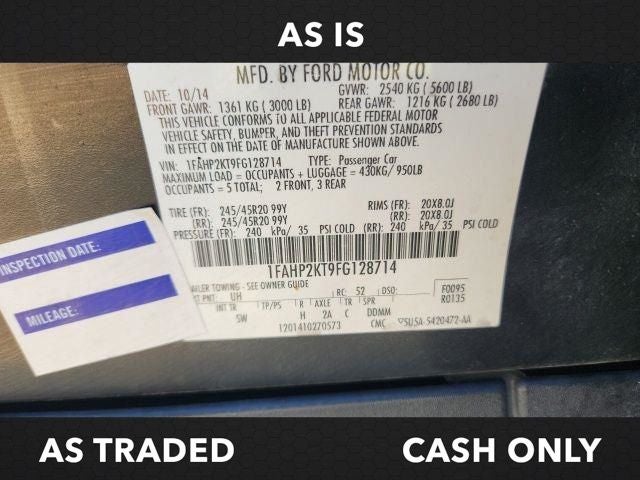 AS IS
MFD. BY FORD MOTOR CO.
DATE: 10/14 GVWR: 2540 KG ( 5600 LB)
FRONT GAWR: 1361 KG ( 3000 LB) REAR GAWR: 1216 KG ( 2680 LB)
THIS VEHICLE CONFORMS TO ALL APPLICABLE FEDERAL MOTOR
VEHICLE SAFETY, BUMPER, AND THEFT PREVENTION STANDARDS
IN EFFECT ON THE DATE OF MANUFACTURE SHOWN ABOVE.
VIN: 1FAHP2KT9FG128714 TYPE: Passenger Car
MAXIMUM LOAD = OCCUPANTS + LUGGAGE = 430KG/ 950LB
OCCUPANTS = 5 TOTAL; 2 FRONT, 3 REAR
TIRE (FR): 245/45R20 99Y RIMS (FR): 20X8.0J
(RR): 245/45R20 99Y (RR): 20X8.0J
PRESSURE (FR): 240 kPa/ 35 PSI COLD (RR): 240 kPa/ 35 PSI COLD
1FAHP2KT9FG128714
TRAILER TOWING - SEE OWNER GUIDE
EXT PNT: UH RC: 52 DSO: F0095
R0135
INT TR TP/PS R AXLE TR SPR
SW H 2A C DDMM
1201410270573 CMC 5U5A-5420472-AA
INSPECTION DATE:
MILEAGE:
AS TRADED
CASH ONLY